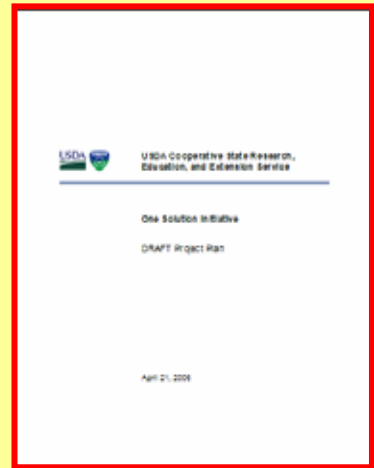 USDA
USDA Cooperative State Research,
Education, and Extension Service
One Solution Initiative
DRAFT Project Plan
April 21, 2006